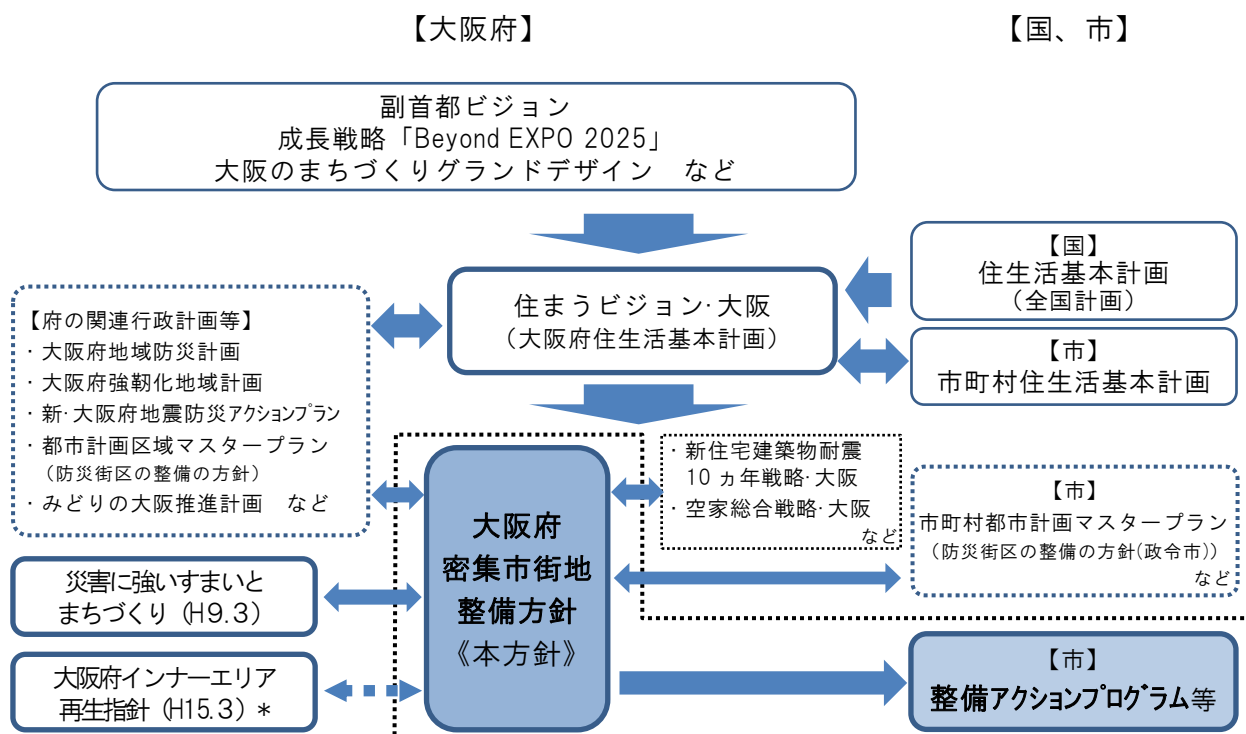 【大阪府】
【国、市】
副首都ビジョン
成長戦略「Beyond EXPO 2025」
大阪のまちづくりグランドデザイン　など
【国】
住生活基本計画
（全国計画）
住まうビジョン・大阪
（大阪府住生活基本計画）
【市】
市町村住生活基本計画
【府の関連行政計画等】
・大阪府地域防災計画
・大阪府強靭化地域計画
・新・大阪府地震防災アクションプラン
・都市計画区域マスタープラン
（防災街区の整備の方針）
・みどりの大阪推進計画　など
・新住宅建築物耐震
10ヵ年戦略・大阪
・空家総合戦略・大阪
など
【市】
市町村都市計画マスタープラン
（防災街区の整備の方針(政令市)）
など
大阪府
密集市街地
整備方針
《本方針》
災害に強いすまいと
まちづくり（H9.3）
大阪府インナーエリア
再生指針（H15.3）＊
【市】
整備アクションプログラム等